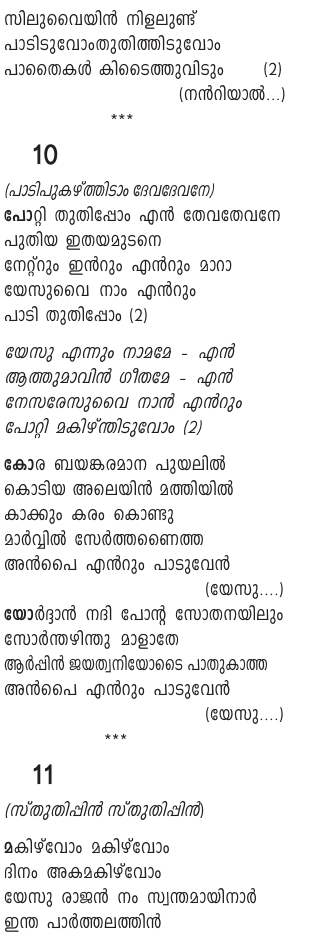 സിലുവൈയിൻ നിളലുണ്ട്
പാടിടുവോംതുതിത്തിടുവോം
പാതൈകൾ കിടൈത്തുവിടും (2)
(നൻറിയാൽ...)
***
10
(പാടിപുകഴ്ത്തിടാം ദേവദേവനേ)
പോറ്റി തുതിപ്പോം എൻ തേവതേവനേ
പുതിയ ഇതയമുടനെ
നേറ്റ്റും ഇൻറും എൻറും മാറാ
യേസുവൈ നാം എൻറും
പാടി തുതിപ്പോം (2)
യേസു എന്നും നാമമേ – എൻ
ആത്തുമാവിൻ ഗീതമേ – എൻ
നേസരേസുവൈ നാൻ എൻറും
പോറ്റി മകിഴ്ന്തിടുവോം (2)
കോര ബയങ്കരമാന പുയലിൽ
കൊടിയ അലെയിൻ മത്തിയിൽ
കാക്കും കരം കൊണ്ടു
മാർവ്വിൽ സേർത്തണൈത്ത
അൻപൈ എൻറും പാടുവേൻ
(യേസു....)
യോർദ്ദാൻ നദി പോന്റ സോതനയിലും
സോർന്തഴിന്തു മാളാതേ
ആർപ്പിൻ ജയത്വനിയോടൈ പാതുകാത്ത
അൻപൈ എൻറും പാടുവേൻ
(യേസു....)
***
11
(സ്തുതിപ്പിൻ സ്തുതിപ്പിൻ)
മകിഴ്വോം മകിഴ്വോം
ദിനം അകമകിഴ്വോം
യേസു രാജൻ നം സ്വന്തമായിനാർ
ഇന്ത പാർത്തലത്തിൻ